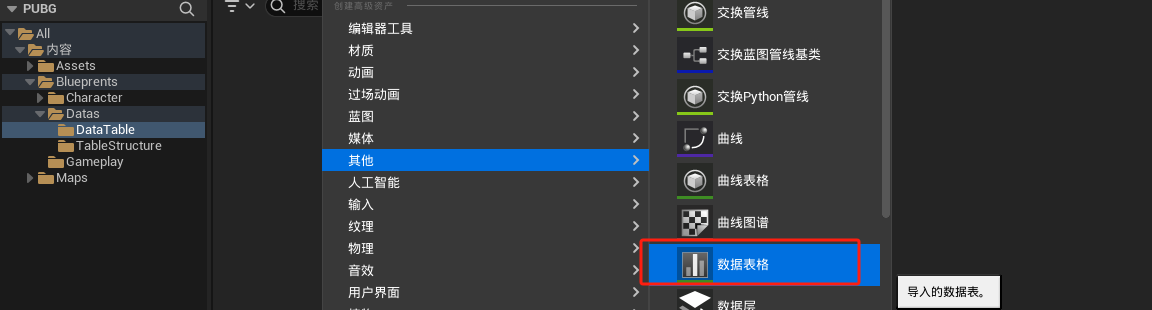 PUBG
All
内容
Assets
Blueprents
Character
Datas
DataTable
TableStructure
Gameplay
Maps
搜索
创建高级资产
编辑器工具
材质
动画
过场动画
蓝图
媒体
其他
人工智能
输入
纹理
物理
音效
用户界面
交换管线
交换蓝图管线基类
交换Python管线
曲线
曲线表格
曲线图谱
数据表格
数据层
导入的数据表。